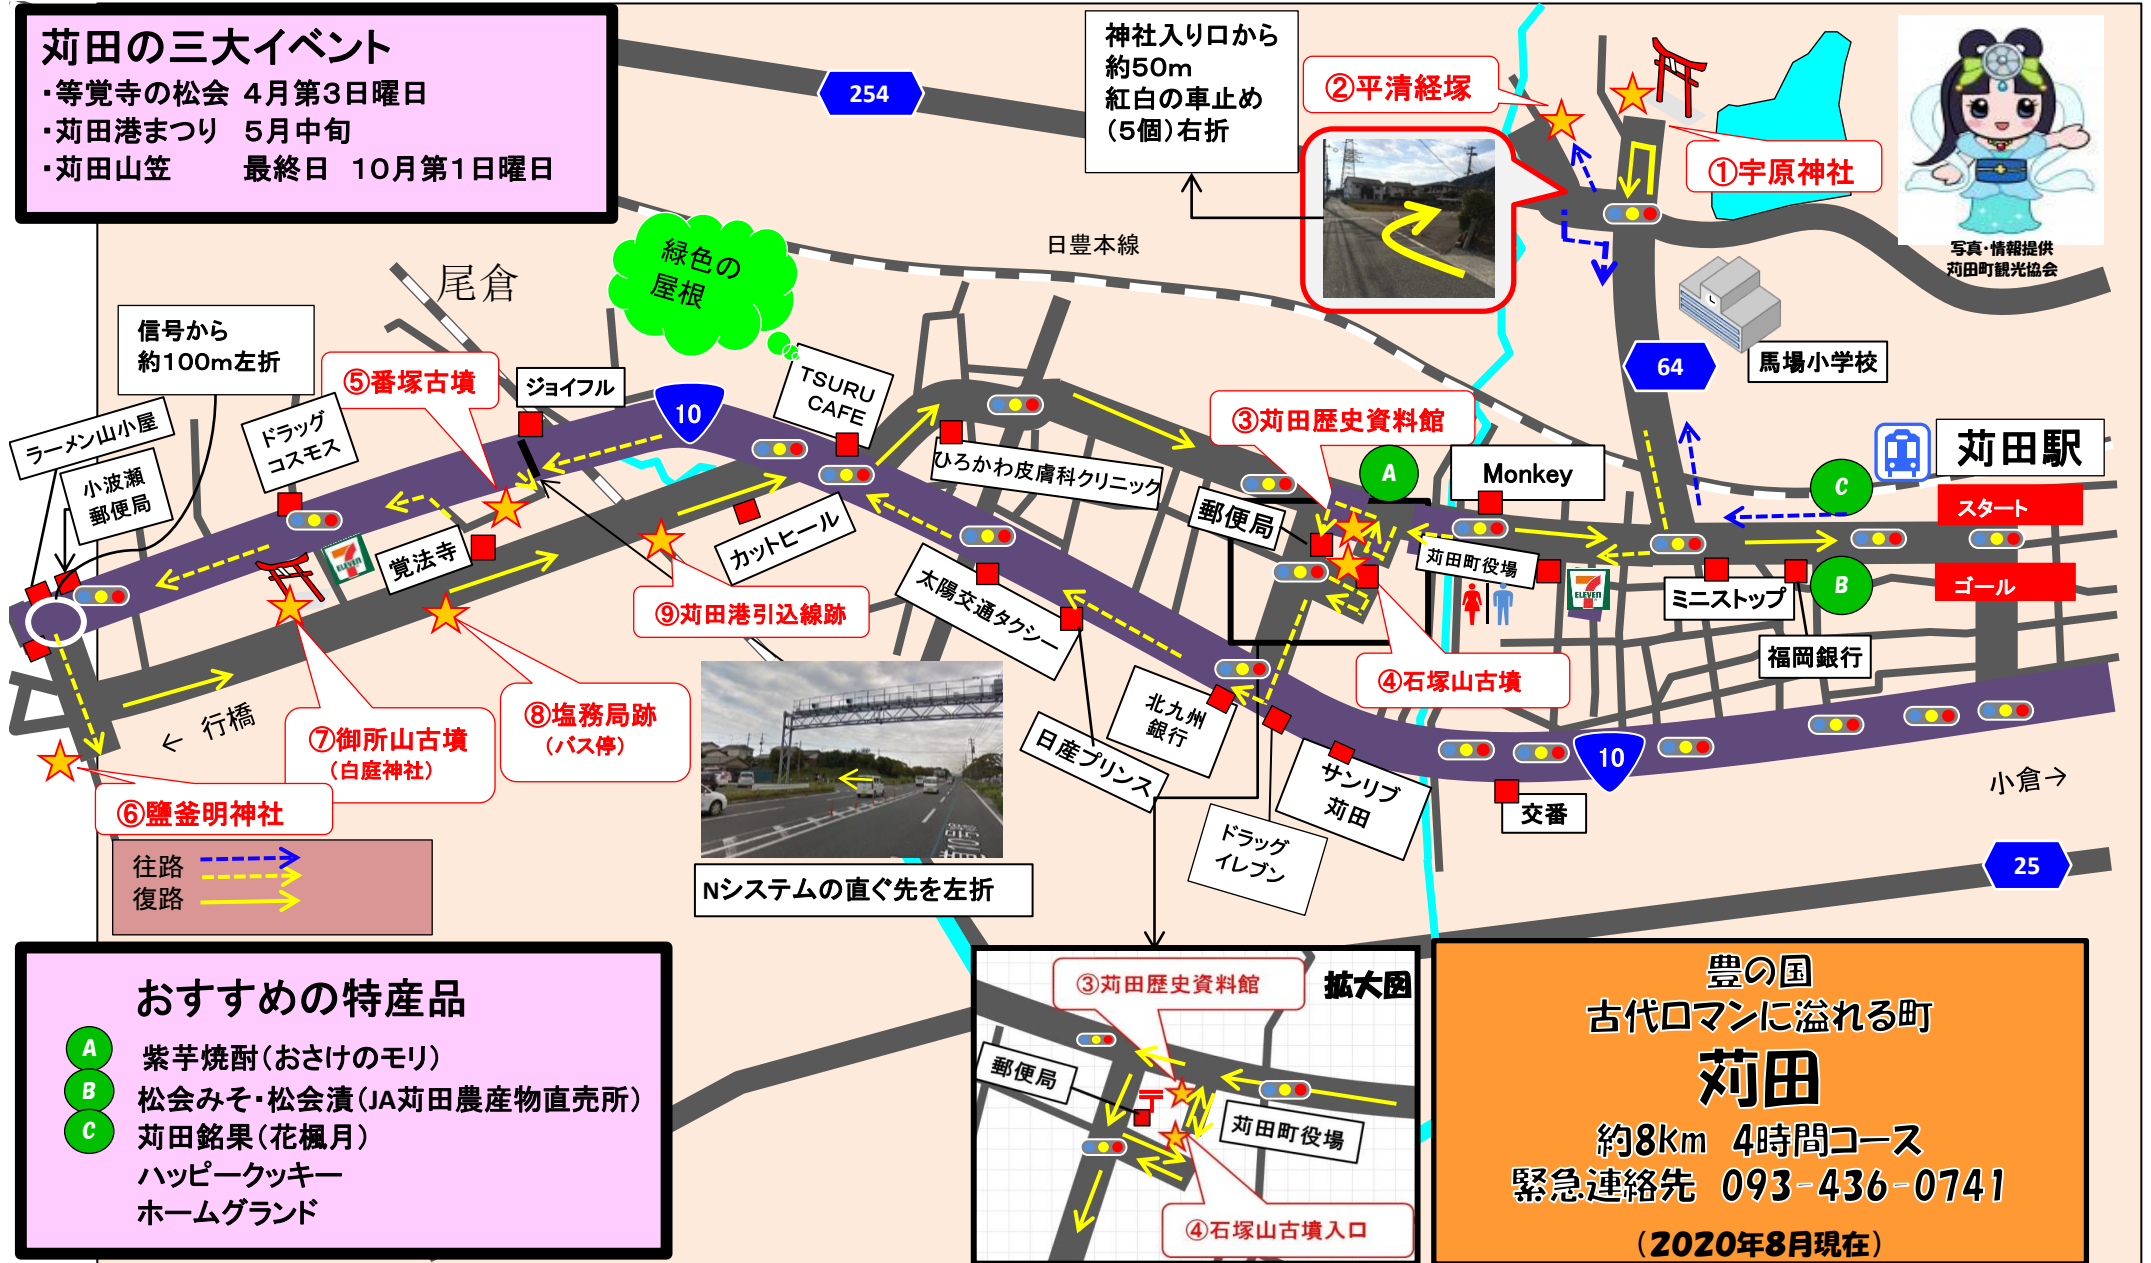 苅田の三大イベント
・等覚寺の松会 4月第3日曜日
・苅田港まつり 5月中旬
・苅田山笠 最終日 10月第1日曜日
254
神社入り口から
約50m
紅白の車止め
(5個)右折
②平清経塚
①宇原神社
写真・情報提供
苅田町観光協会
日豊本線
緑色の
屋根
尾倉
信号から
約100m左折
⑤番塚古墳
ジョイフル
10
TSURU
CAFE
64
馬場小学校
③苅田歴史資料館
A
Monkey
苅田駅
C
スタート
ラーメン山小屋
小波瀬
郵便局
ドラッグ
コスモス
ひろかわ皮膚科クリニック
郵便局
苅田町役場
7
ELEVEN
覚法寺
カットヒール
太陽交通タクシー
7
ELEVEN
ミニストップ
B
ゴール
福岡銀行
⑨苅田港引込線跡
④石塚山古墳
← 行橋
⑦御所山古墳
(白庭神社)
⑧塩務局跡
(バス停)
日産プリンス
北九州
銀行
サンリブ
苅田
10
交番
小倉→
⑥鹽釜明神社
ドラッグ
イレブン
往路
復路
Nシステムの直ぐ先を左折
25
おすすめの特産品
A 紫芋焼酎(おさけのモリ)
B 松会みそ・松会漬(JA苅田農産物直売所)
C 苅田銘果(花楓月)
ハッピークッキー
ホームグランド
③苅田歴史資料館
拡大図
郵便局
〒
苅田町役場
④石塚山古墳入口
豊の国
古代ロマンに溢れる町
苅田
約8km 4時間コース
緊急連絡先 093-436-0741
(2020年8月現在)